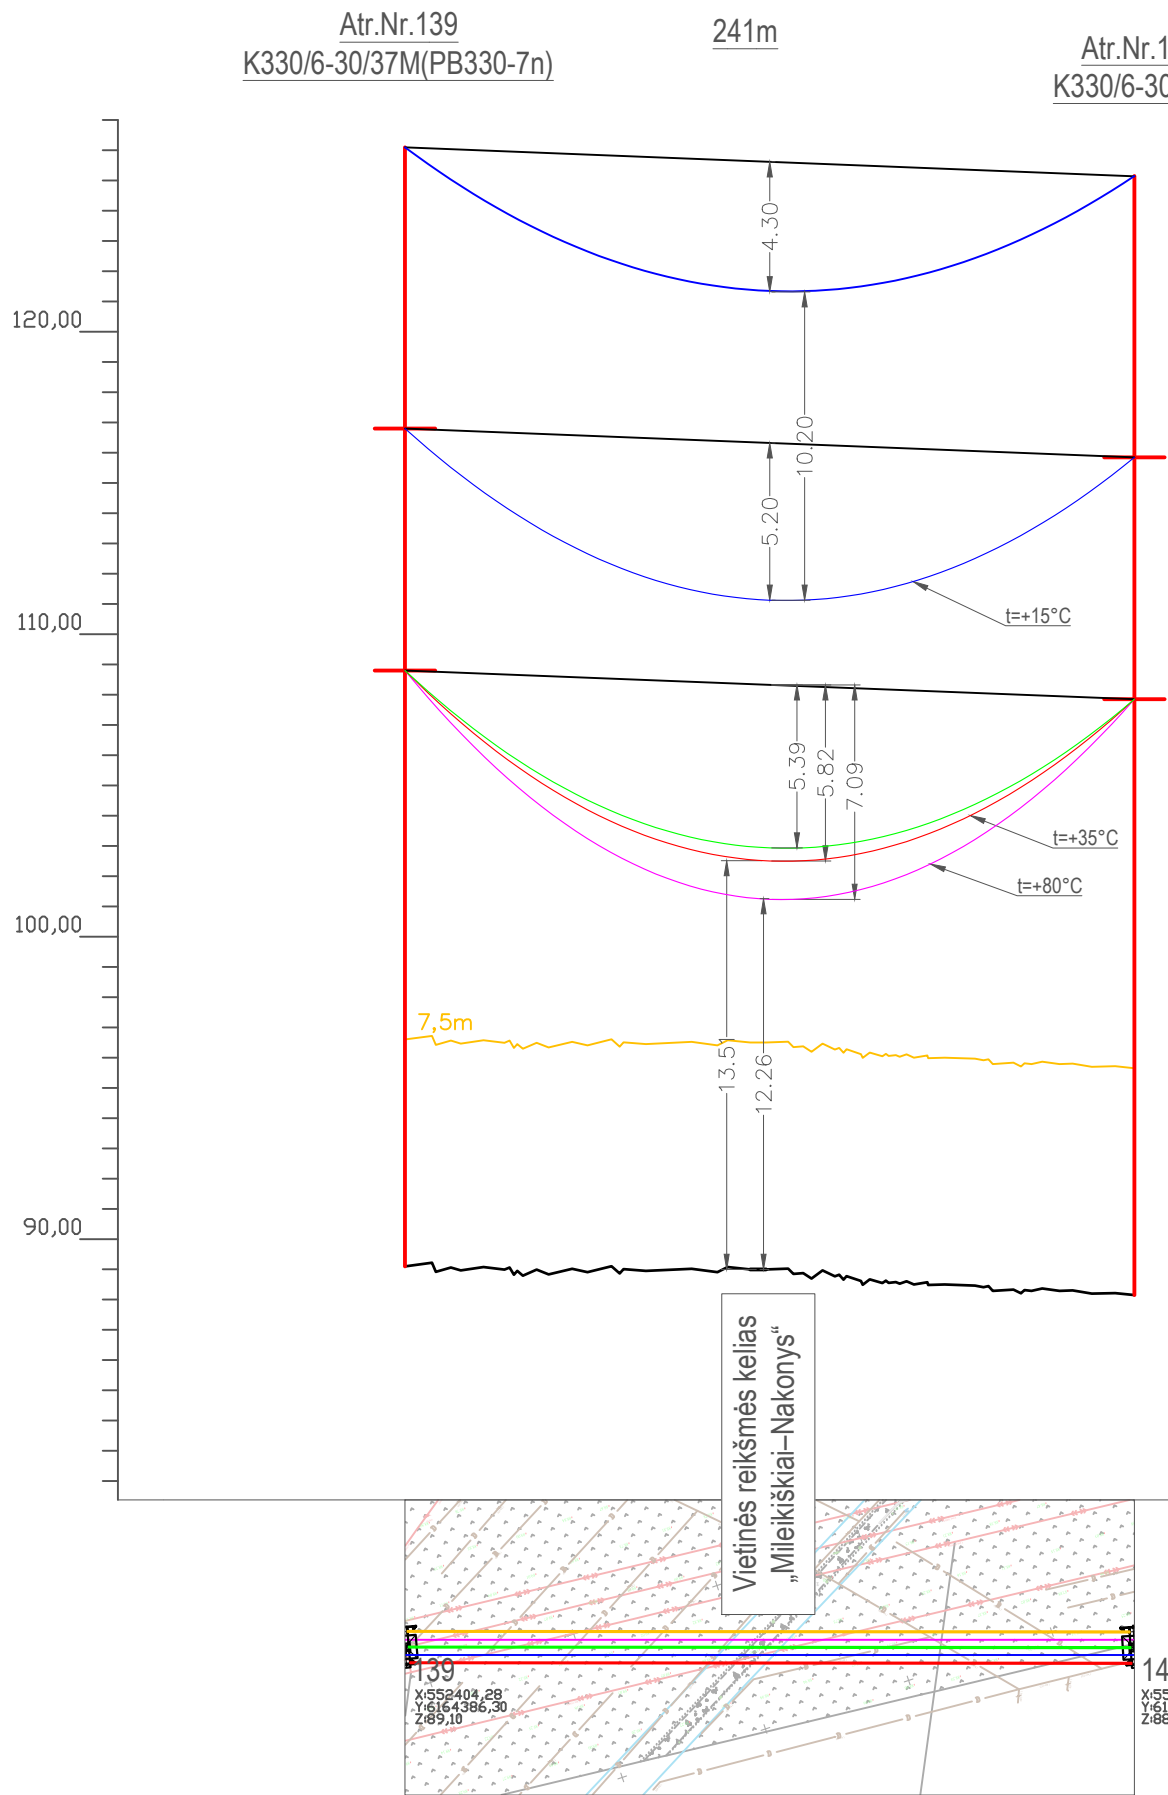 Atr.Nr.139
K330/6-30/37M(PB330-7n)
241m
Atr.Nr.1
K330/6-30
120,00
110,00
100,00
90,00
4.30
10.20
5.20
t=+15°C
5.39
5.82
7.09
t=+35°C
t=+80°C
7,5m
13.51
12.26
Vietinės reikšmės kelias
„Mileikiškiai–Nakonys“
139
X:552404,28
Y:6164386,30
Z:89,10
14
X:55
Y:61
Z:88